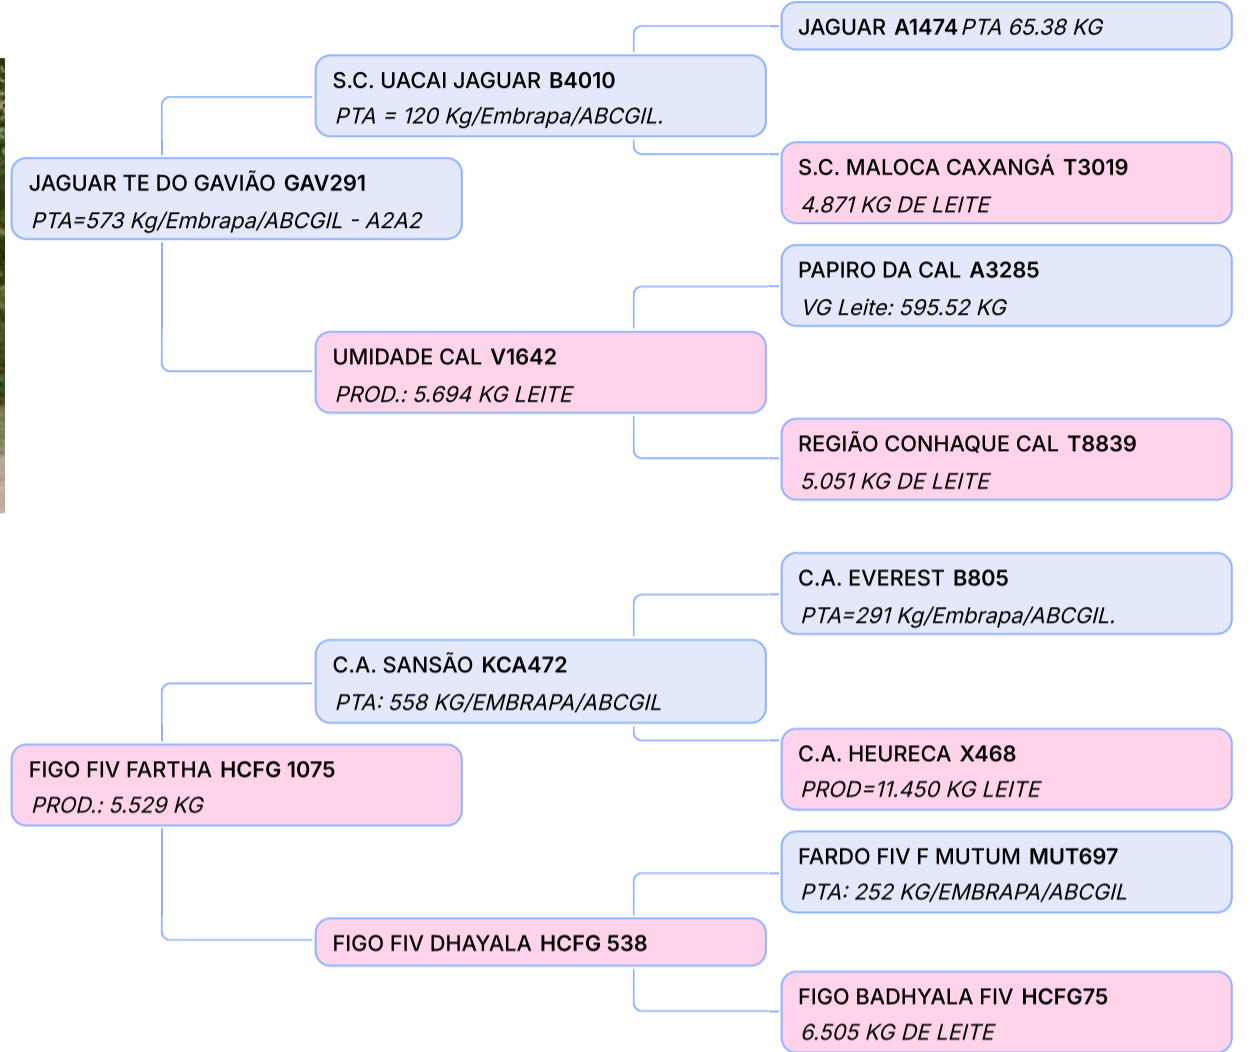 JAGUAR A1474 PTA 65.38 KG
S.C. UACAI JAGUAR B4010
PTA = 120 Kg/Embrapa/ABCGIL.
S.C. MALOCA CAXANGÁ T3019
4.871 KG DE LEITE
JAGUAR TE DO GAVIÃO GAV291
PTA=573 Kg/Embrapa/ABCGIL - A2A2
PAPIRO DA CAL A3285
VG Leite: 595.52 KG
UMIDADE CAL V1642
PROD.: 5.694 KG LEITE
REGIÃO CONHAQUE CAL T8839
5.051 KG DE LEITE
C.A. EVEREST B805
PTA=291 Kg/Embrapa/ABCGIL.
C.A. SANSÃO KCA472
PTA: 558 KG/EMBRAPA/ABCGIL
C.A. HEURECA X468
PROD=11.450 KG LEITE
FIGO FIV FARTHA HCFG 1075
PROD.: 5.529 KG
FARDO FIV F MUTUM MUT697
PTA: 252 KG/EMBRAPA/ABCGIL
FIGO FIV DHAYALA HCFG 538
FIGO BADHYALA FIV HCFG75
6.505 KG DE LEITE